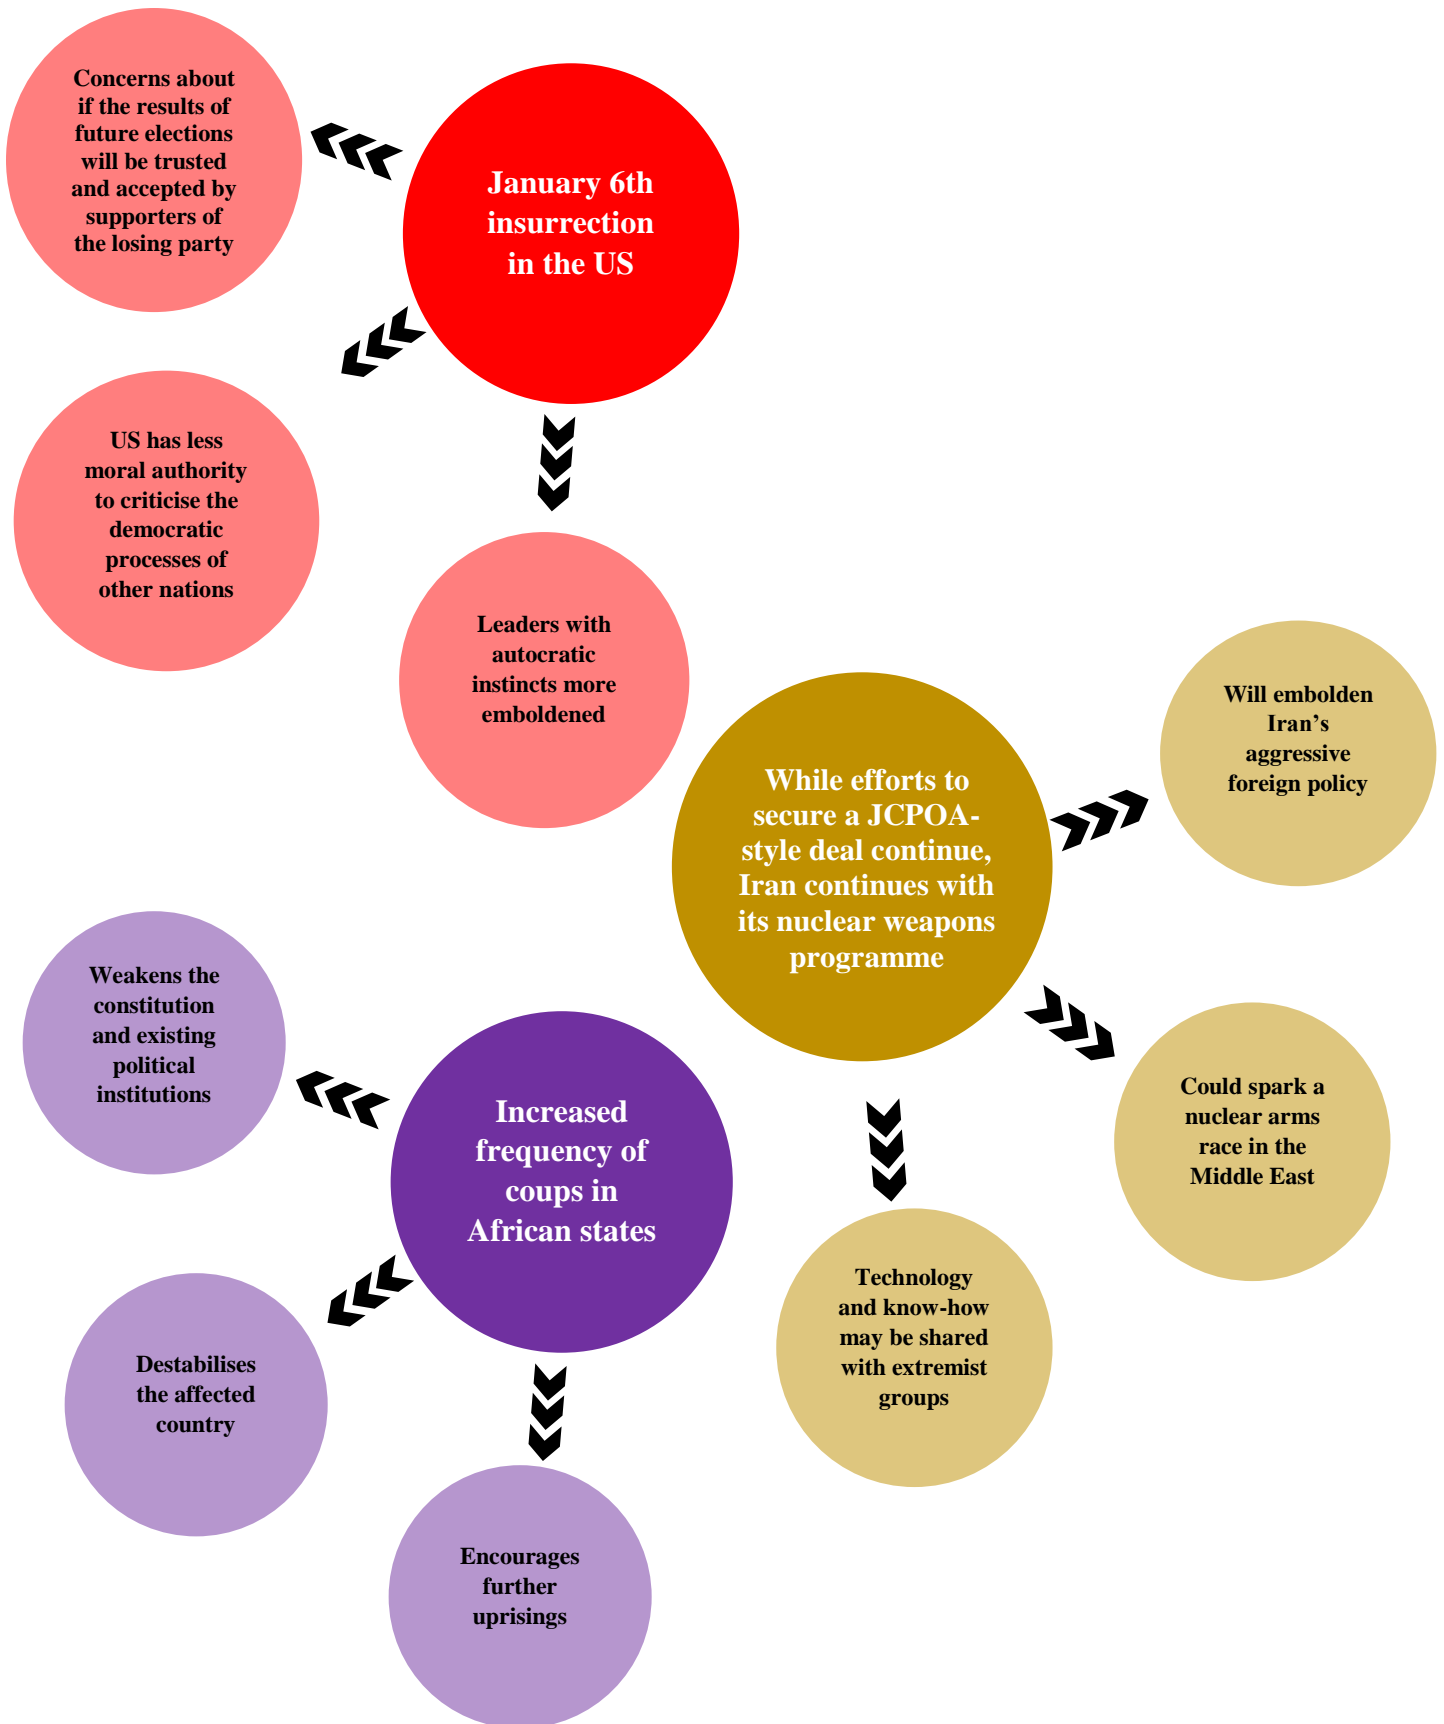 Concerns about
if the results of
future elections
will be trusted
and accepted by
supporters of
the losing party
January 6th
insurrection
in the US
US has less
moral authority
to criticise the
democratic
processes of
other nations
Leaders with
autocratic
instincts more
emboldened
While efforts to
secure a JCPOA-
style deal continue,
Iran continues with
its nuclear weapons
programme
Will embolden
Iran’s
aggressive
foreign policy
Could spark a
nuclear arms
race in the
Middle East
Technology
and know-how
may be shared
with extremist
groups
Weakens the
constitution
and existing
political
institutions
Increased
frequency of
coups in
African states
Destabilises
the affected
country
Encourages
further
uprisings